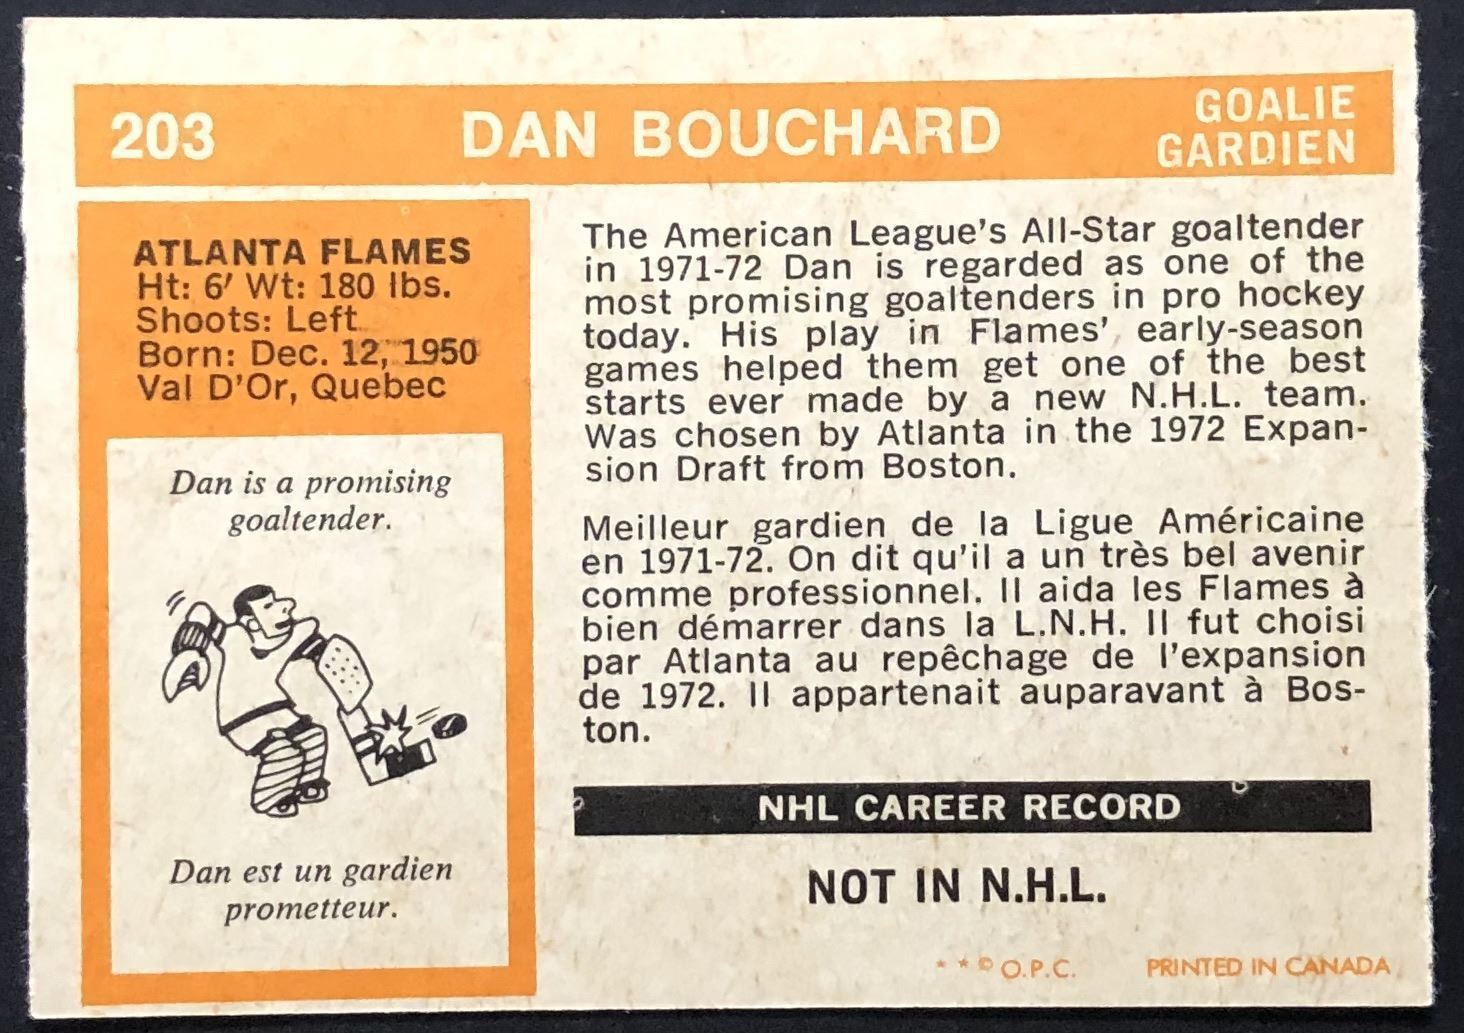 203
DAN BOUCHARD
GOALIE
GARDIEN
ATLANTA FLAMES
Ht: 6' Wt: 180 lbs.
Shoots: Left
Born: Dec. 12, 1950
Val D'Or, Quebec
Dan is a promising
goaltender.
Dan est un gardien
prometteur.
The American League's All-Star goaltender
in 1971-72 Dan is regarded as one of the
most promising goaltenders in pro hockey
today. His play in Flames' early-season
games helped them get one of the best
starts ever made by a new N.H.L. team.
Was chosen by Atlanta in the 1972 Expan-
sion Draft from Boston.
Meilleur gardien de la Ligue Américaine
en 1971-72. On dit qu'il a un très bel avenir
comme professionnel. Il aida les Flames à
bien démarrer dans la L.N.H. Il fut choisi
par Atlanta au repêchage de l'expansion
de 1972. Il appartenait auparavant à Bos-
ton.
NHL CAREER RECORD
NOT IN N.H.L.
* * © O.P.C. PRINTED IN CANADA